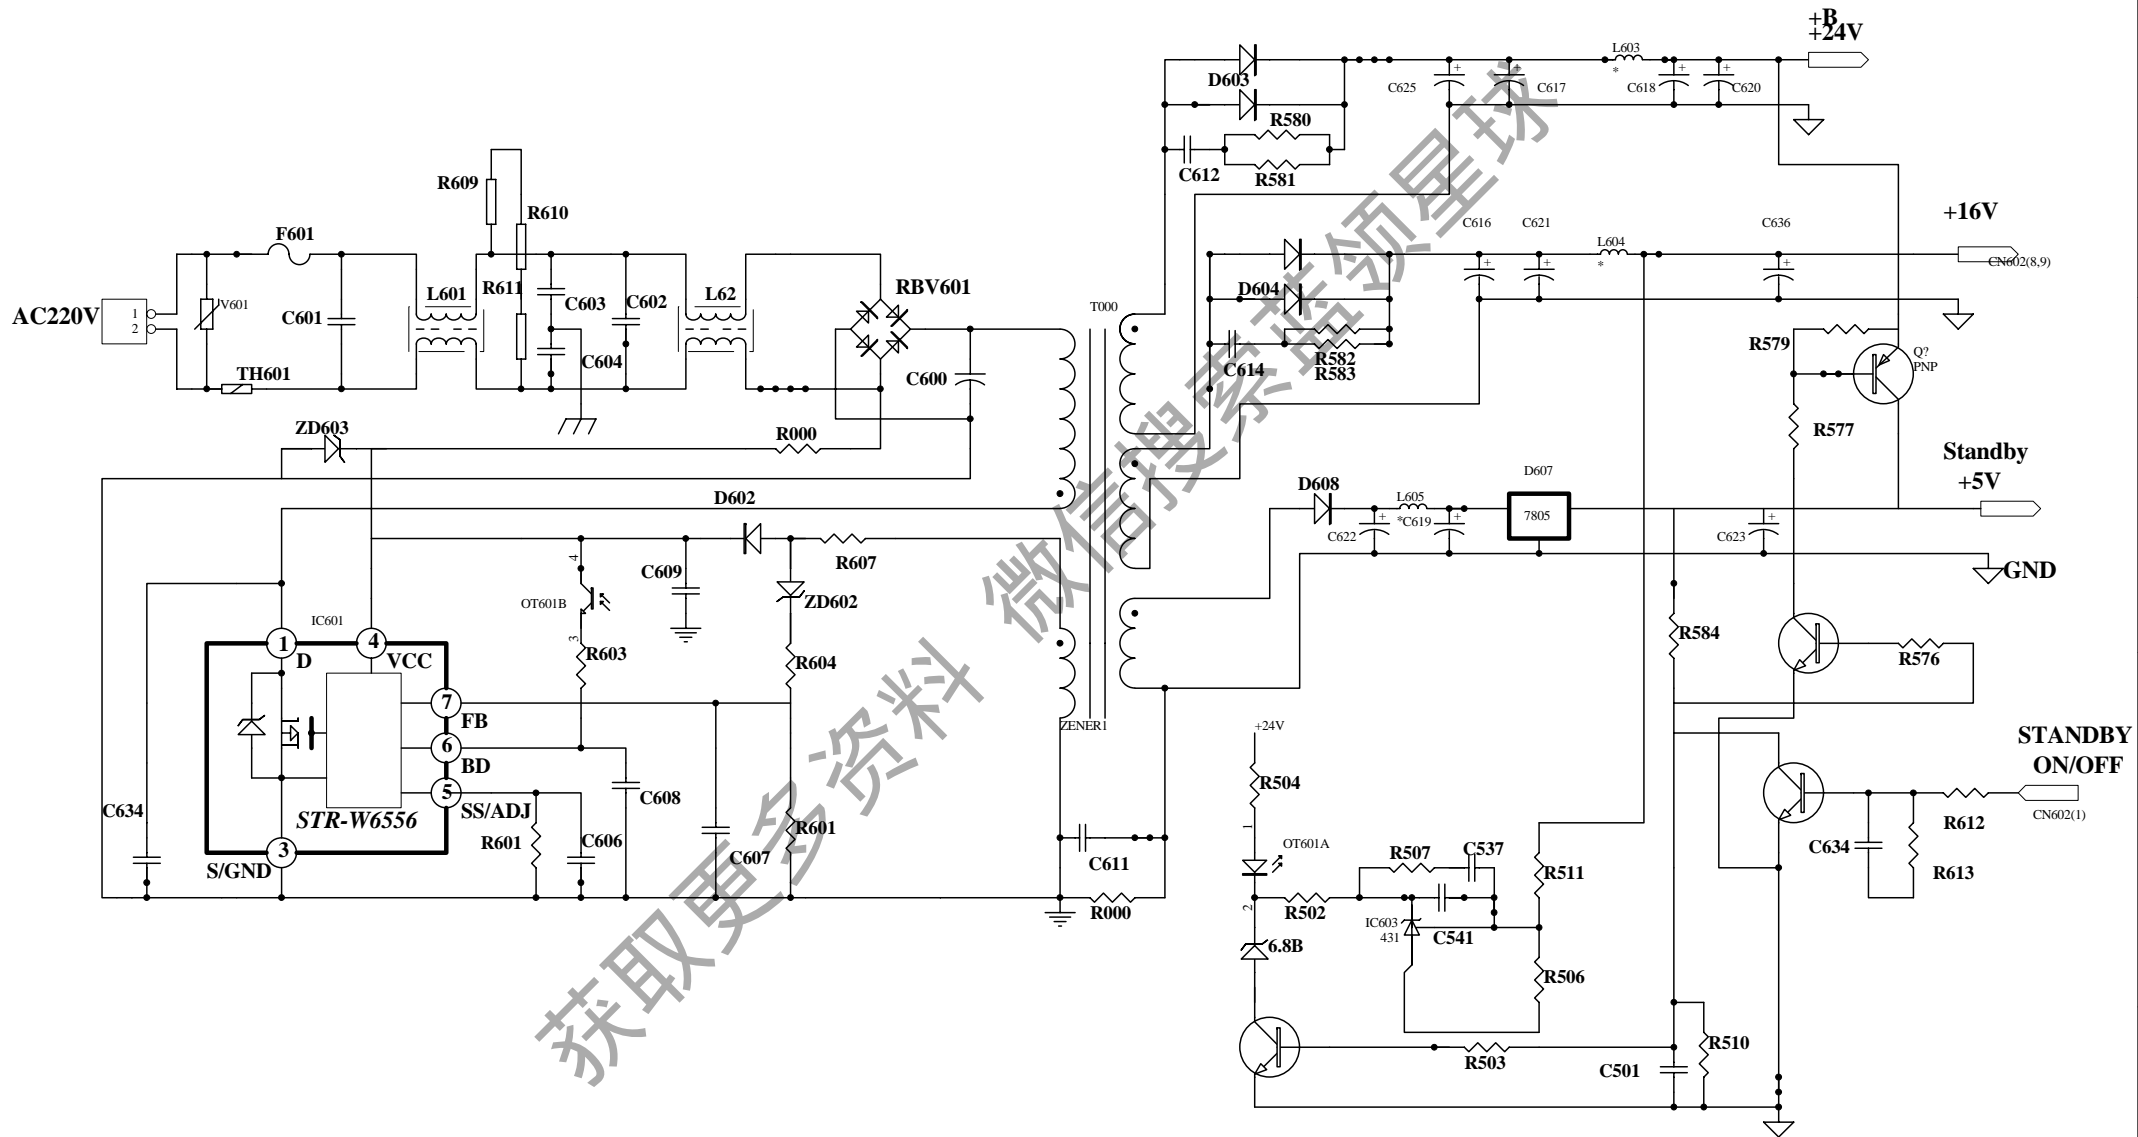 +B
+24V
L603
*
D603
C625
C617
C618
C620
R580
R581
C612
R609
R610
F601
V601
AC220V
1
2
TH601
C601
L601
R611
C603
C604
C602
L62
RBV601
C600
T000
C616
C621
L604
*
C636
+16V
CN602(8,9)
D604
R582
R583
C614
R579
Q?
PNP
R577
ZD603
R000
D602
D608
L605
*
C619
C622
D607
7805
C623
Standby
+5V
GND
R607
C609
4
OT601B
3
R603
ZD602
R604
IC601
1
D
4
VCC
7
FB
6
BD
5
SS/ADJ
STR-W6556
3
S/GND
C634
R601
C606
C608
C607
R601
ZENER1
C611
R000
R584
R576
STANDBY
ON/OFF
CN602(1)
R612
C634
R613
+24V
R504
1
OT601A
2
R502
R507
C537
IC603
431
C541
R511
R506
6.8B
R503
C501
R510
获取更多资料 微信搜索蓝领星球